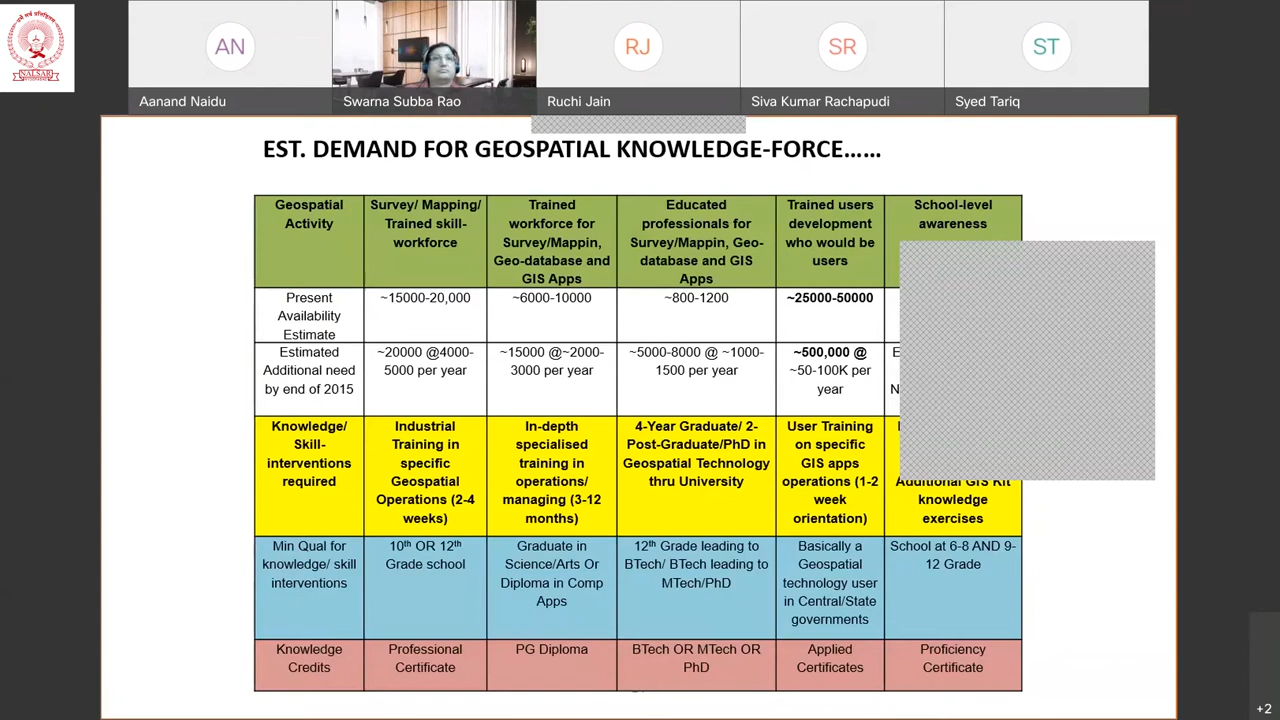 NALSAR
AN
RJ
SR
ST
Aanand Naidu
Swarna Subba Rao
Ruchi Jain
Siva Kumar Rachapudi
Syed Tariq
EST. DEMAND FOR GEOSPATIAL KNOWLEDGE-FORCE……
Geospatial
Activity
Survey/ Mapping/
Trained skill-
workforce
Trained
workforce for
Survey/Mappin,
Geo-database and
GIS Apps
Educated
professionals for
Survey/Mappin, Geo-
database and GIS
Apps
Trained users
development
who would be
users
School-level
awareness
Present
Availability
Estimate
~15000-20,000
~6000-10000
~800-1200
~25000-50000
Estimated
Additional need
by end of 2015
~20000 @4000-
5000 per year
~15000 @~2000-
3000 per year
~5000-8000 @ ~1000-
1500 per year
~500,000 @
~50-100K per
year
Knowledge/
Skill-
interventions
required
Industrial
Training in
specific
Geospatial
Operations (2-4
weeks)
In-depth
specialised
training in
operations/
managing (3-12
months)
4-Year Graduate/ 2-
Post-Graduate/PhD in
Geospatial Technology
thru University
User Training
on specific
GIS apps
operations (1-2
week
orientation)
Additional GIS Kit
knowledge
exercises
Min Qual for
knowledge/ skill
interventions
10th OR 12th
Grade school
Graduate in
Science/Arts Or
Diploma in Comp
Apps
12th Grade leading to
BTech/ BTech leading to
MTech/PhD
Basically a
Geospatial
technology user
in Central/State
governments
School at 6-8 AND 9-
12 Grade
Knowledge
Credits
Professional
Certificate
PG Diploma
BTech OR MTech OR
PhD
Applied
Certificates
Proficiency
Certificate
+2